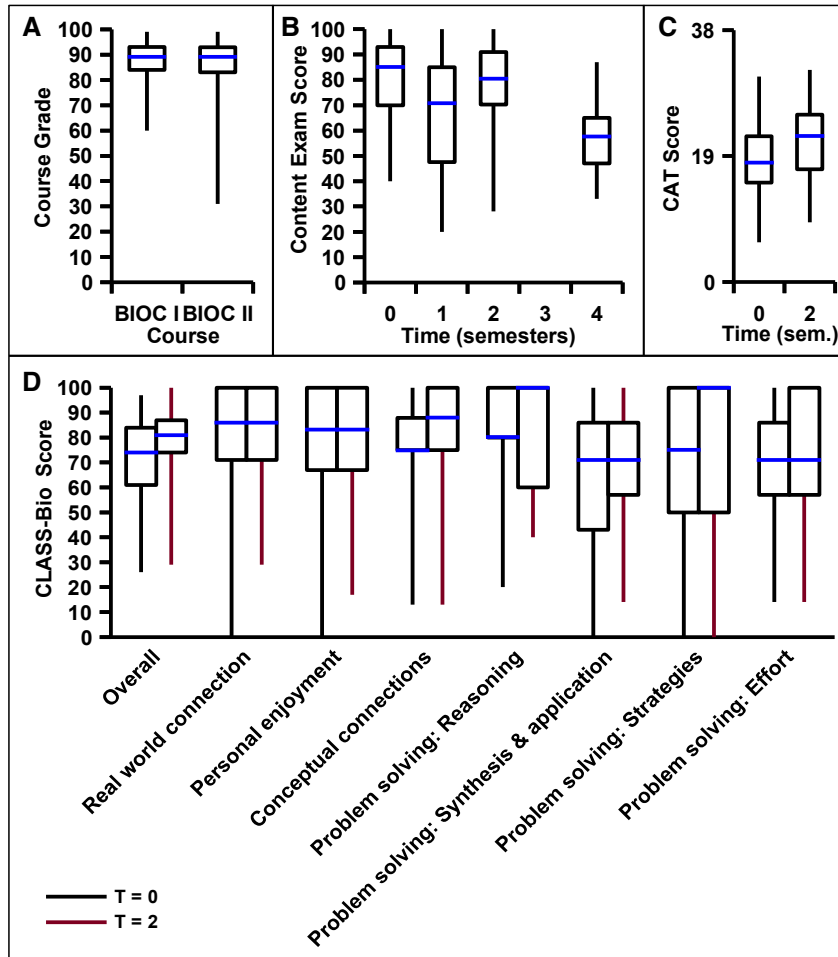 A
Course Grade
100
90
80
70
60
50
40
30
20
10
0
BIOC I BIOC II
Course
B
Content Exam Score
100
90
80
70
60
50
40
30
20
10
0
0 1 2 3 4
Time (semesters)
C
CAT Score
38
19
0
0 2
Time (sem.)
D
CLASS-Bio Score
100
90
80
70
60
50
40
30
20
10
0
Overall
Real world connection
Personal enjoyment
Conceptual connections
Problem solving: Reasoning
Problem solving: Synthesis & application
Problem solving: Strategies
Problem solving: Effort
T = 0
T = 2